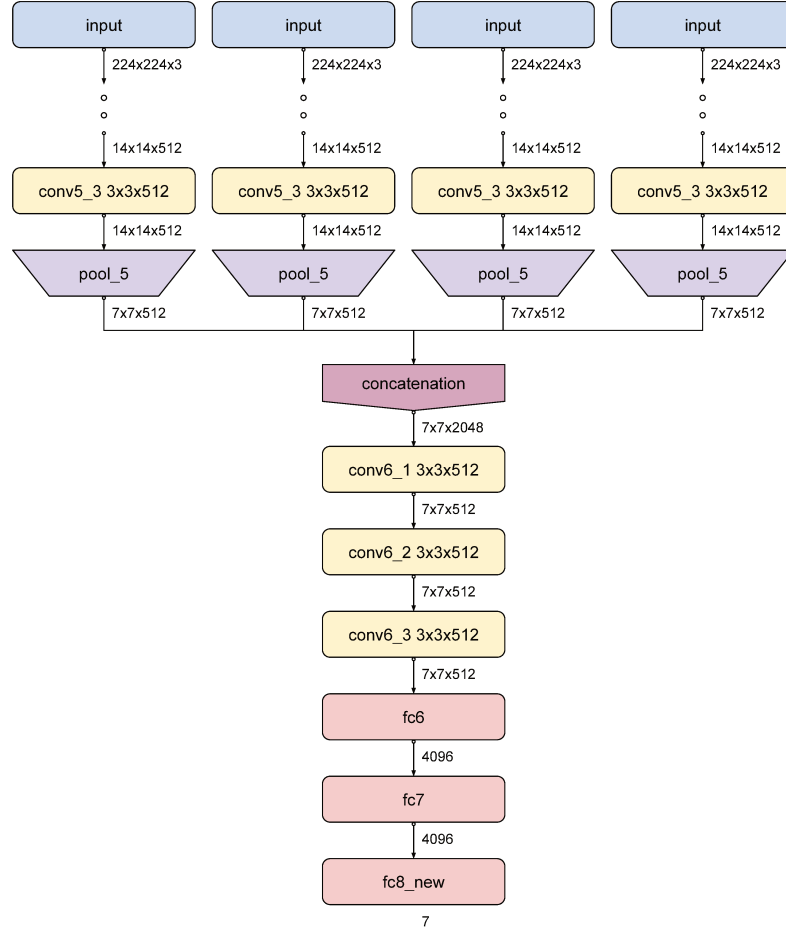 input input input input
224x224x3 224x224x3 224x224x3 224x224x3
14x14x512 14x14x512 14x14x512 14x14x512
conv5_3 3x3x512 conv5_3 3x3x512 conv5_3 3x3x512 conv5_3 3x3x512
14x14x512 14x14x512 14x14x512 14x14x512
pool_5 pool_5 pool_5 pool_5
7x7x512 7x7x512 7x7x512 7x7x512
concatenation
7x7x2048
conv6_1 3x3x512
7x7x512
conv6_2 3x3x512
7x7x512
conv6_3 3x3x512
7x7x512
fc6
4096
fc7
4096
fc8_new
7